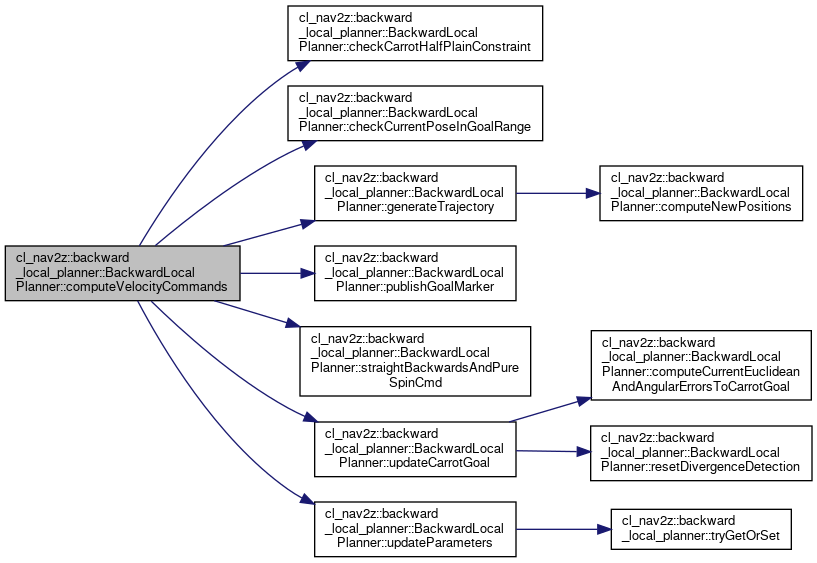 cl_nav2z::backward
_local_planner::BackwardLocal
Planner::computeVelocityCommands
cl_nav2z::backward
_local_planner::BackwardLocal
Planner::checkCarrotHalfPlainConstraint
cl_nav2z::backward
_local_planner::BackwardLocal
Planner::checkCurrentPoseInGoalRange
cl_nav2z::backward
_local_planner::BackwardLocal
Planner::generateTrajectory
cl_nav2z::backward
_local_planner::BackwardLocal
Planner::computeNewPositions
cl_nav2z::backward
_local_planner::BackwardLocal
Planner::publishGoalMarker
cl_nav2z::backward
_local_planner::BackwardLocal
Planner::straightBackwardsAndPure
SpinCmd
cl_nav2z::backward
_local_planner::BackwardLocal
Planner::updateCarrotGoal
cl_nav2z::backward
_local_planner::BackwardLocal
Planner::computeCurrentEuclidean
AndAngularErrorsToCarrotGoal
cl_nav2z::backward
_local_planner::BackwardLocal
Planner::resetDivergenceDetection
cl_nav2z::backward
_local_planner::BackwardLocal
Planner::updateParameters
cl_nav2z::backward
_local_planner::tryGetOrSet